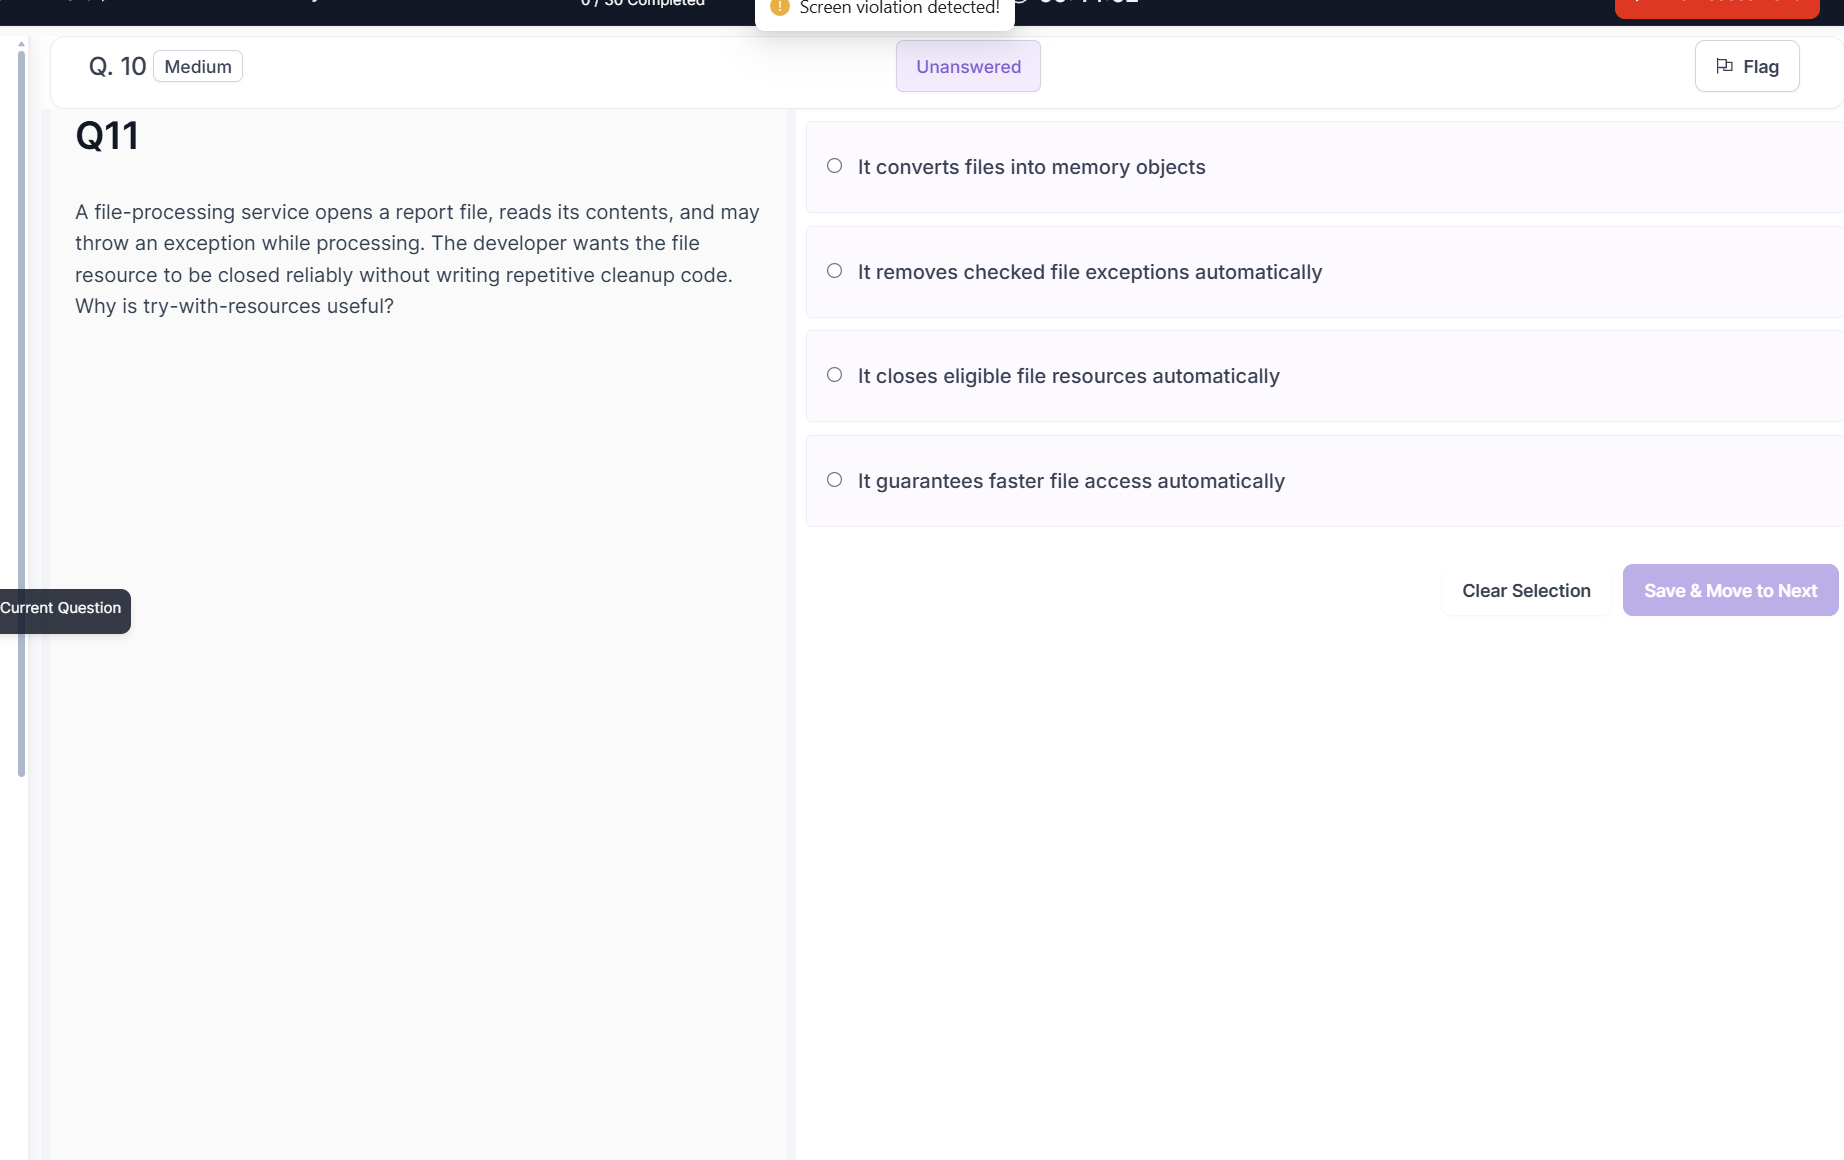 0 / 30 Completed
Screen violation detected!
Q. 10
Medium
Unanswered
Flag
Q11
A file-processing service opens a report file, reads its contents, and may
throw an exception while processing. The developer wants the file
resource to be closed reliably without writing repetitive cleanup code.
Why is try-with-resources useful?
It converts files into memory objects
It removes checked file exceptions automatically
It closes eligible file resources automatically
It guarantees faster file access automatically
Clear Selection
Save & Move to Next
Current Question